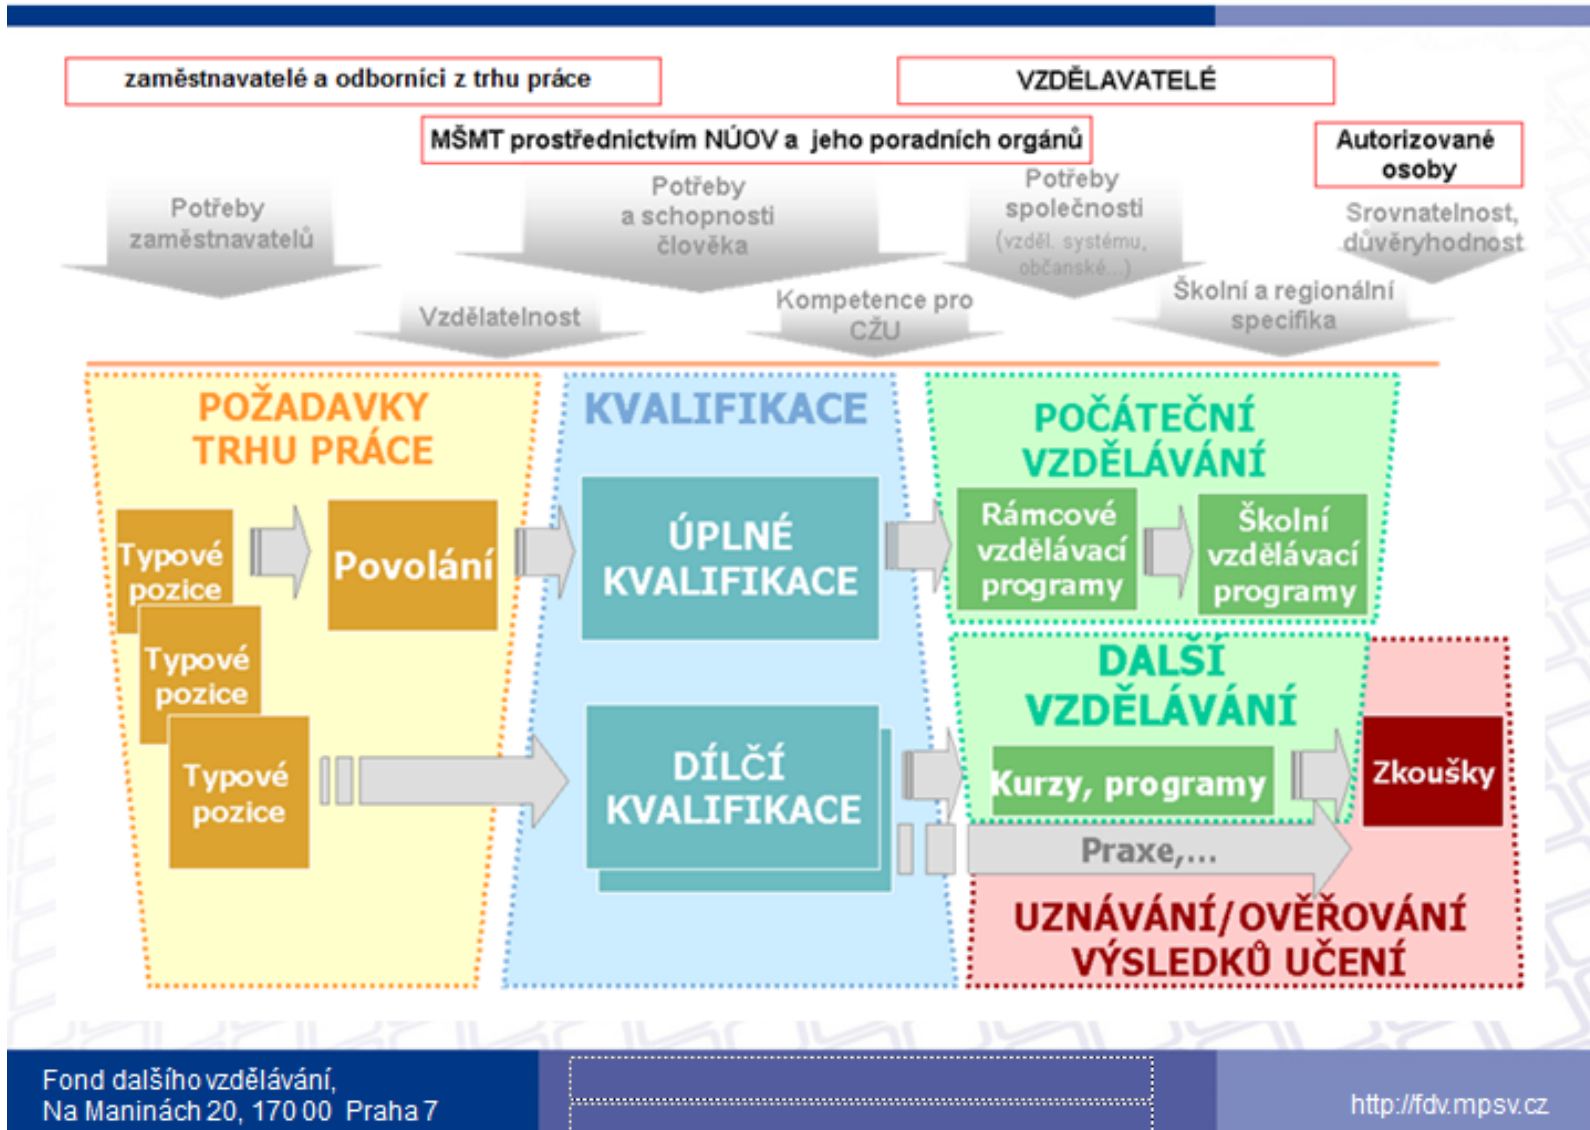 zaměstnavatelé a odborníci z trhu práce
VZDĚLAVATELÉ
MŠMT prostřednictvím NÚOV a jeho poradních orgánů
Autorizované
osoby
Potřeby
zaměstnavatelů
Potřeby
a schopnosti
člověka
Potřeby
společnosti
(vzděl. systému,
občanské...)
Srovnatelnost,
důvěryhodnost
Vzdělatelnost
Kompetence pro
CŽU
Školní a regionální
specifika
POŽADAVKY
TRHU PRÁCE
Typové
pozice
Povolání
Typové
pozice
Typové
pozice
KVALIFIKACE
ÚPLNÉ
KVALIFIKACE
DÍLČÍ
KVALIFIKACE
POČÁTEČNÍ
VZDĚLÁVÁNÍ
Rámcové
vzdělávací
programy
Školní
vzdělávací
programy
DALŠÍ
VZDĚLÁVÁNÍ
Kurzy, programy
Zkoušky
Praxe,...
UZNÁVÁNÍ/OVĚŘOVÁNÍ
VÝSLEDKŮ UČENÍ
Fond dalšího vzdělávání,
Na Maninách 20, 170 00 Praha 7
http://fdv.mpsv.cz